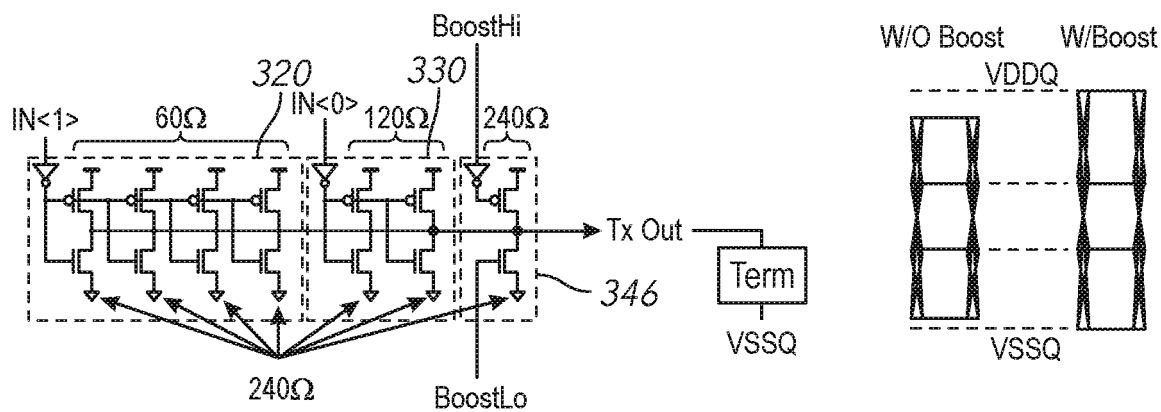 BoostHi
320
330
IN<1>
60Ω
IN<0>
120Ω
240Ω
Tx Out
Term
346
VSSQ
240Ω
BoostLo
W/O Boost
W/Boost
VDDQ
VSSQ